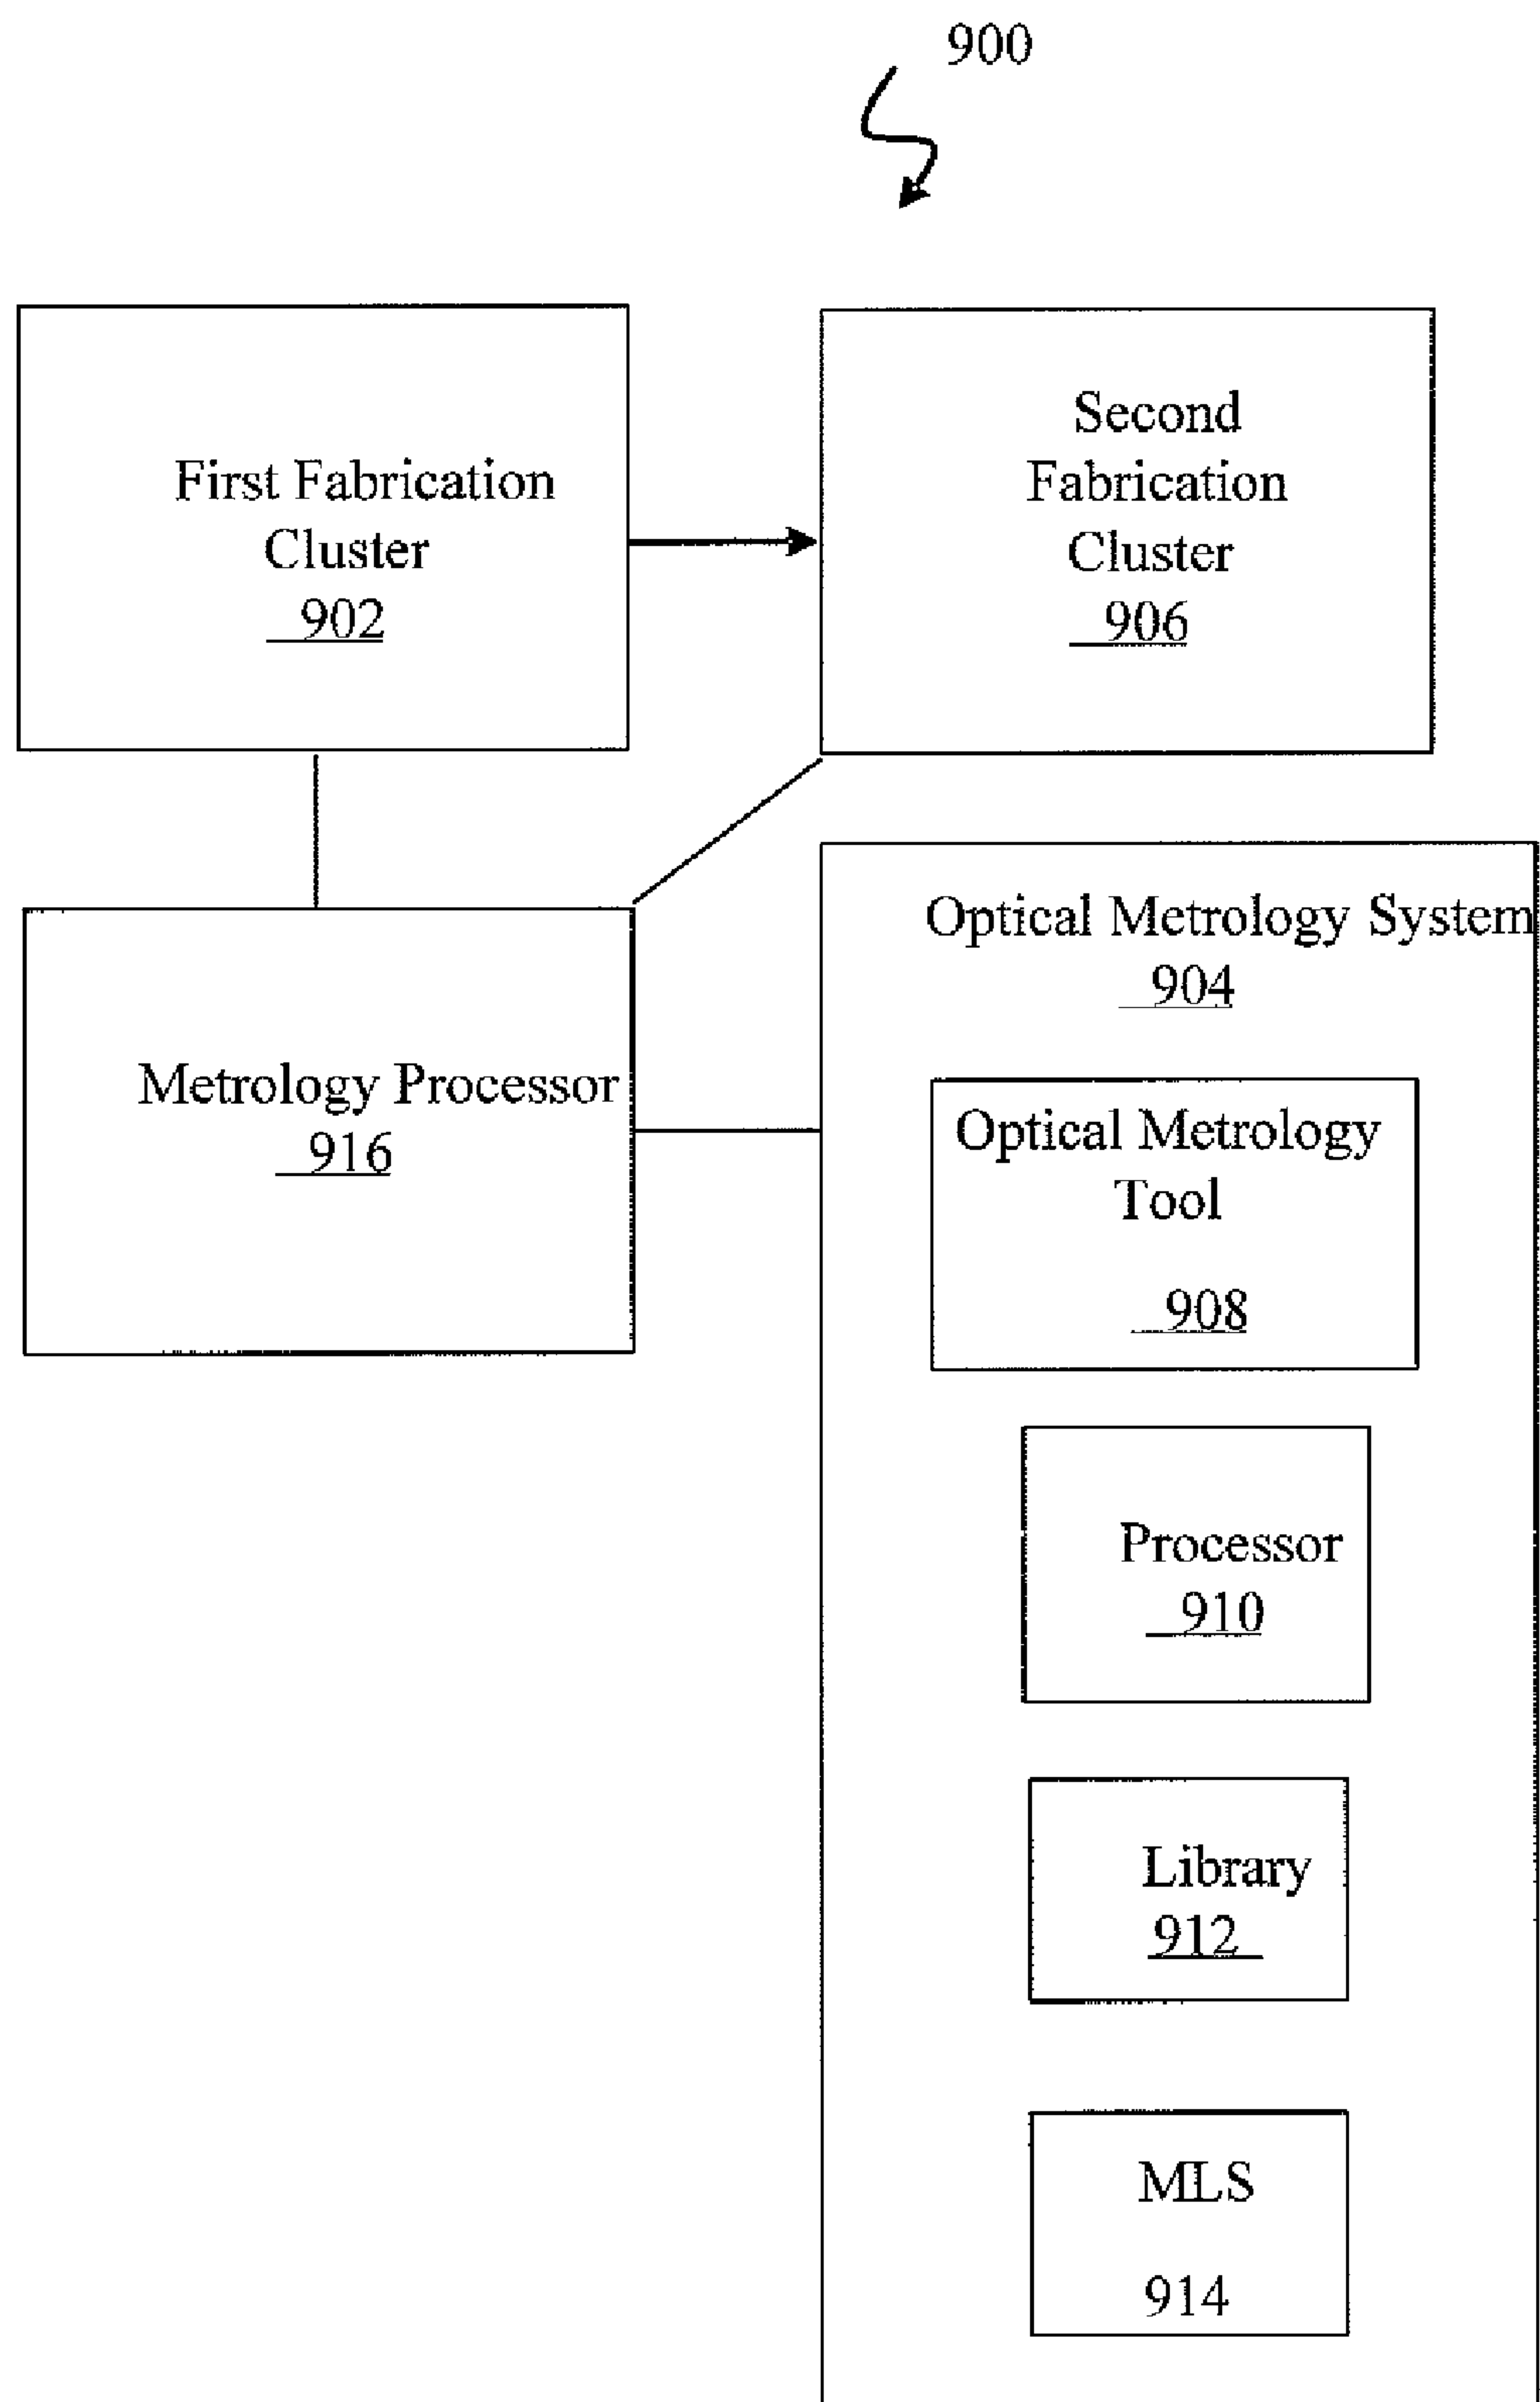 900
First Fabrication
Cluster
902
Second
Fabrication
Cluster
906
Metrology Processor
916
Optical Metrology System
904
Optical Metrology
Tool
908
Processor
910
Library
912
MLS
914